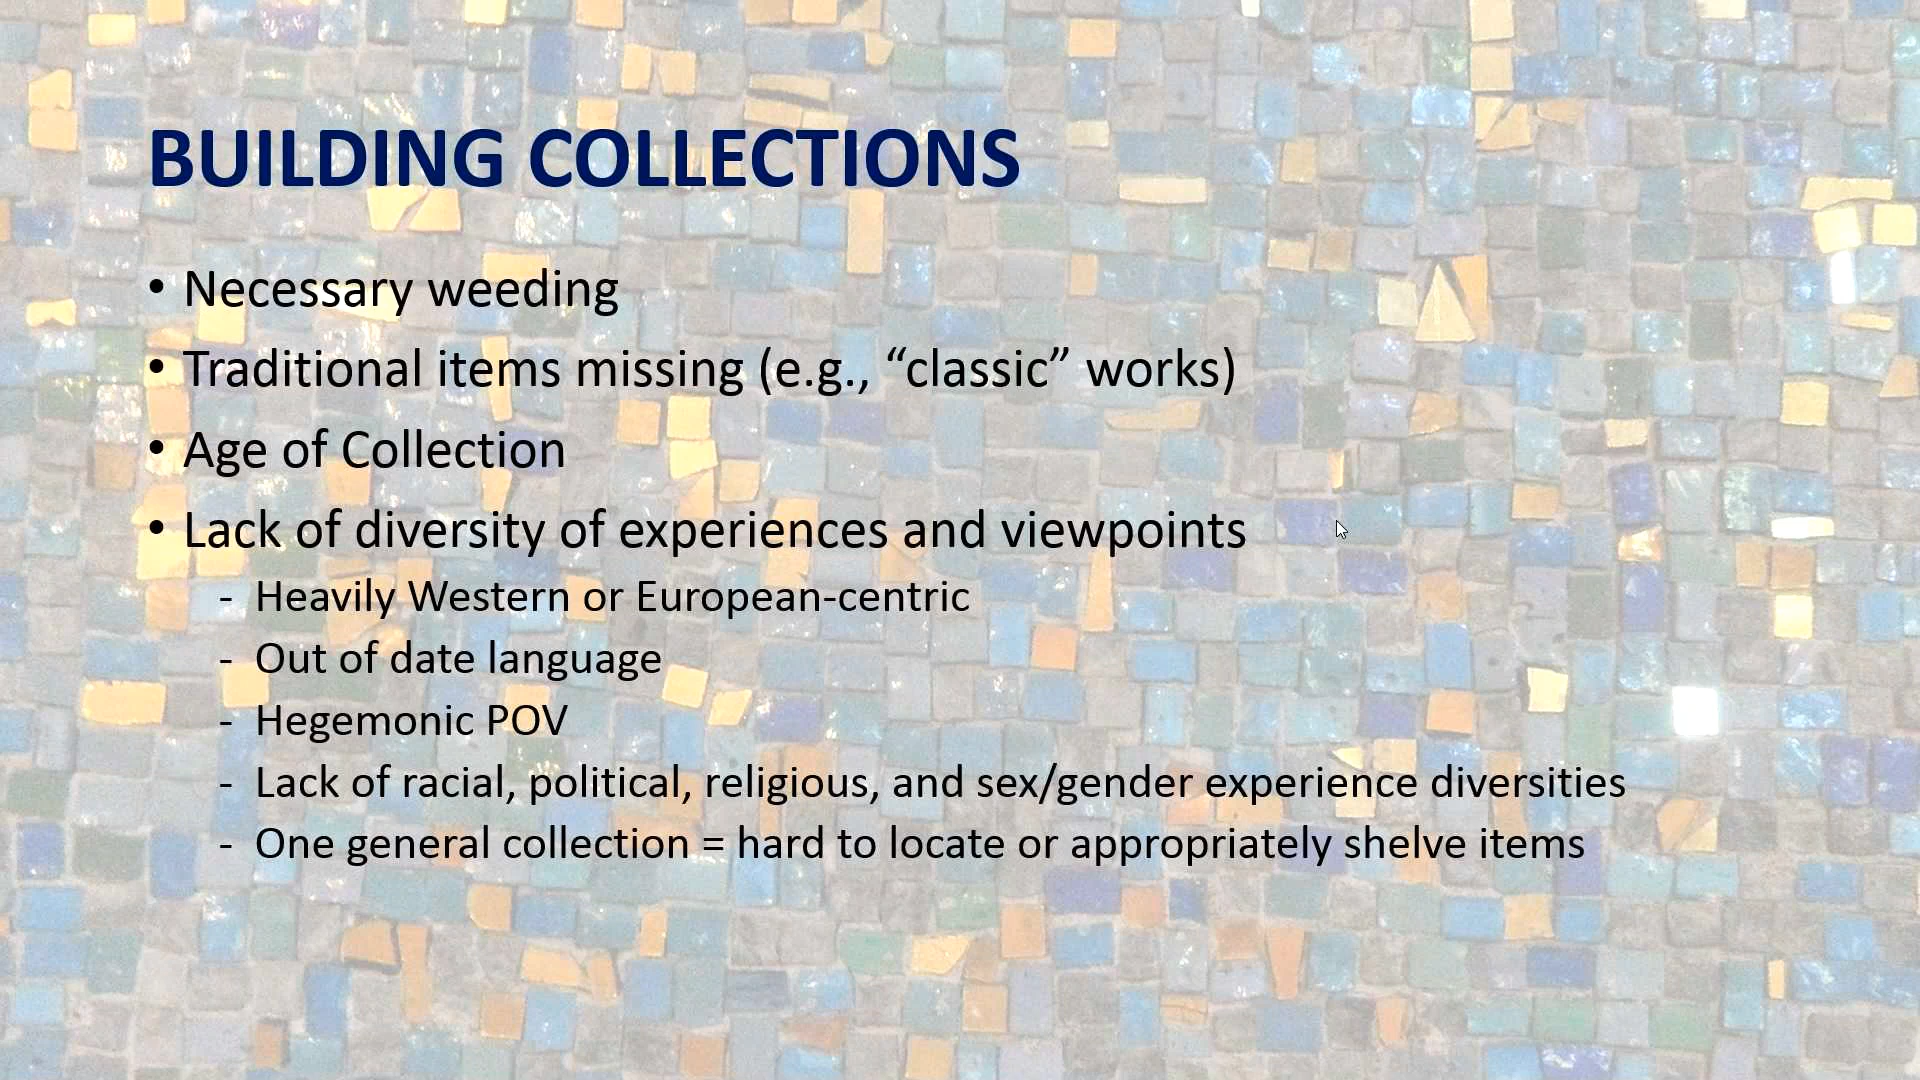 BUILDING COLLECTIONS
• Necessary weeding
• Traditional items missing (e.g., “classic” works)
• Age of Collection
• Lack of diversity of experiences and viewpoints
- Heavily Western or European-centric
- Out of date language
- Hegemonic POV
- Lack of racial, political, religious, and sex/gender experience diversities
- One general collection = hard to locate or appropriately shelve items